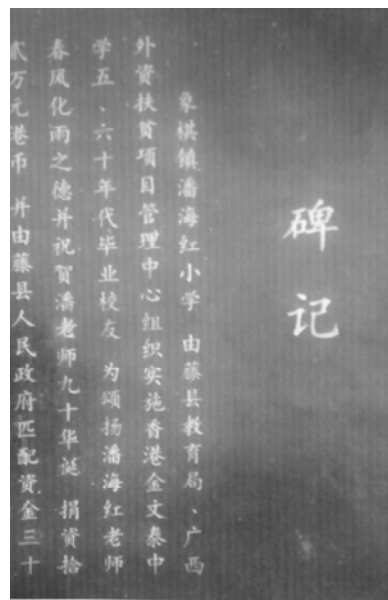 碑记
象棋镇潘海红小学 由藤县教育局、广西
外资扶贫项目管理中心组织实施香港金文泰中
学五、六十年代毕业校友 为颂扬潘海红老师
春风化雨之德并祝贺潘老师九十华诞 捐资拾
贰万元港币 并由藤县人民政府匹配资金三十